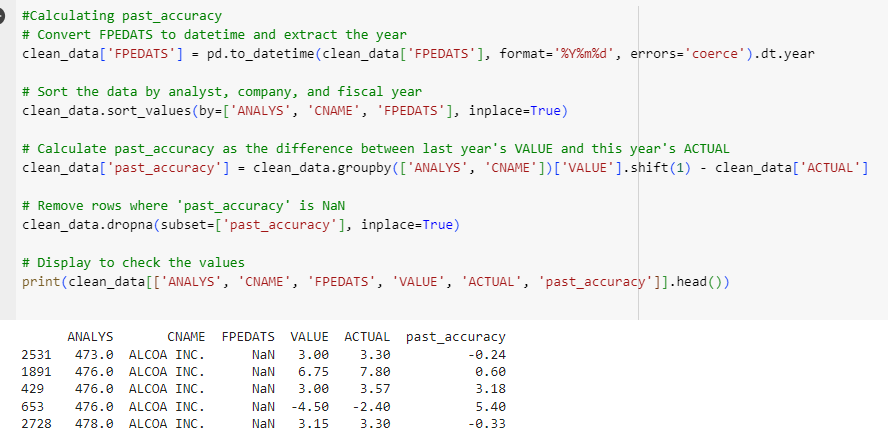 #Calculating past_accuracy
# Convert FPEDATS to datetime and extract the year
clean_data['FPEDATS'] = pd.to_datetime(clean_data['FPEDATS'], format='%Y%m%d', errors='coerce').dt.year
# Sort the data by analyst, company, and fiscal year
clean_data.sort_values(by=['ANALYS', 'CNAME', 'FPEDATS'], inplace=True)
# Calculate past_accuracy as the difference between last year's VALUE and this year's ACTUAL
clean_data['past_accuracy'] = clean_data.groupby(['ANALYS', 'CNAME'])['VALUE'].shift(1) - clean_data['ACTUAL']
# Remove rows where 'past_accuracy' is NaN
clean_data.dropna(subset=['past_accuracy'], inplace=True)
# Display to check the values
print(clean_data[['ANALYS', 'CNAME', 'FPEDATS', 'VALUE', 'ACTUAL', 'past_accuracy']].head())
ANALYS CNAME FPEDATS VALUE ACTUAL past_accuracy
2531 473.0 ALCOA INC. NaN 3.00 3.30 -0.24
1891 476.0 ALCOA INC. NaN 6.75 7.80 0.60
429 476.0 ALCOA INC. NaN 3.00 3.57 3.18
653 476.0 ALCOA INC. NaN -4.50 -2.40 5.40
2728 478.0 ALCOA INC. NaN 3.15 3.30 -0.33